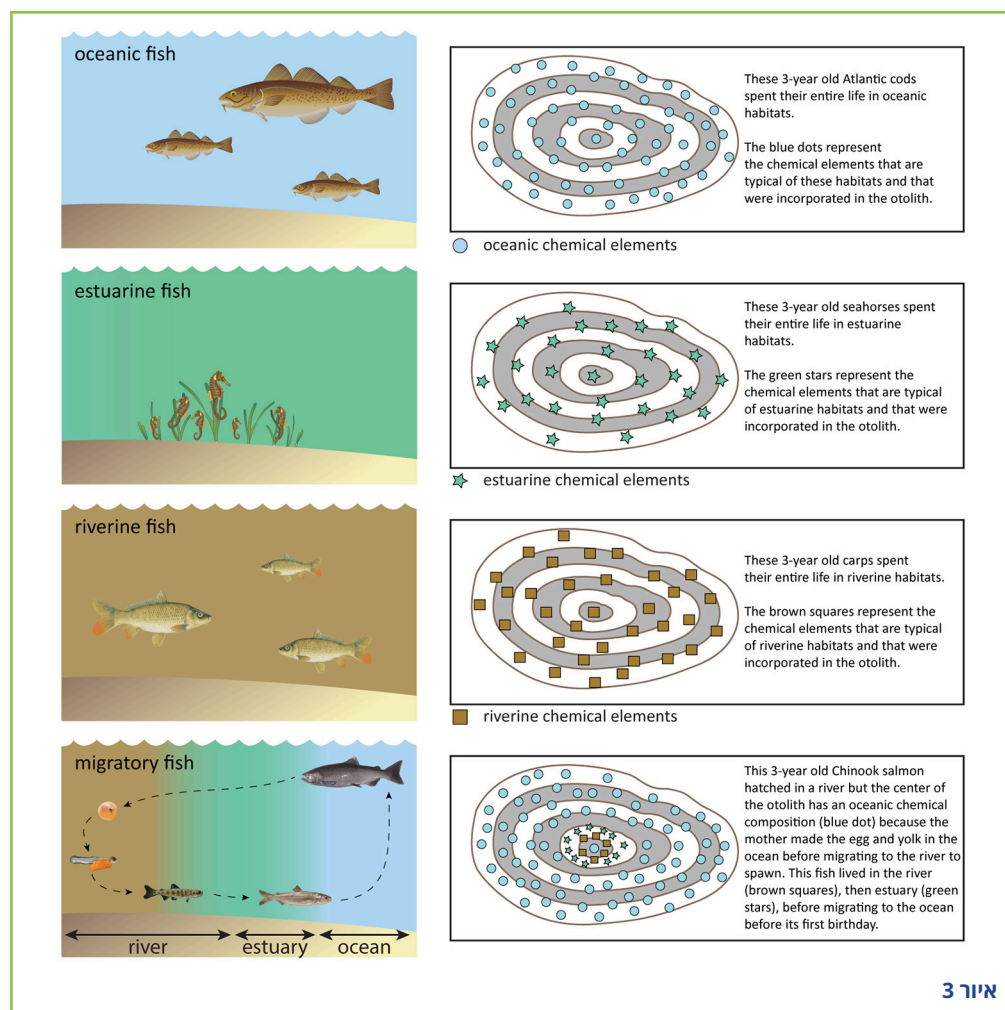 oceanic fish
These 3-year old Atlantic cods
spent their entire life in oceanic
habitats.
The blue dots represent
the chemical elements that are
typical of these habitats and that
were incorporated in the otolith.
oceanic chemical elements
estuarine fish
These 3-year old seahorses spent
their entire life in estuarine
habitats.
The green stars represent the
chemical elements that are typical
of estuarine habitats and that were
incorporated in the otolith.
estuarine chemical elements
riverine fish
These 3-year old carps spent
their entire life in riverine habitats.
The brown squares represent the
chemical elements that are typical
of riverine habitats and that were
incorporated in the otolith.
riverine chemical elements
migratory fish
river
estuary
ocean
This 3-year old Chinook salmon
hatched in a river but the center of
the otolith has an oceanic chemical
composition (blue dot) because the
mother made the egg and yolk in the
ocean before migrating to the river to
spawn. This fish lived in the river
(brown squares), then estuary (green
stars), before migrating to the ocean
before its first birthday.
איור 3